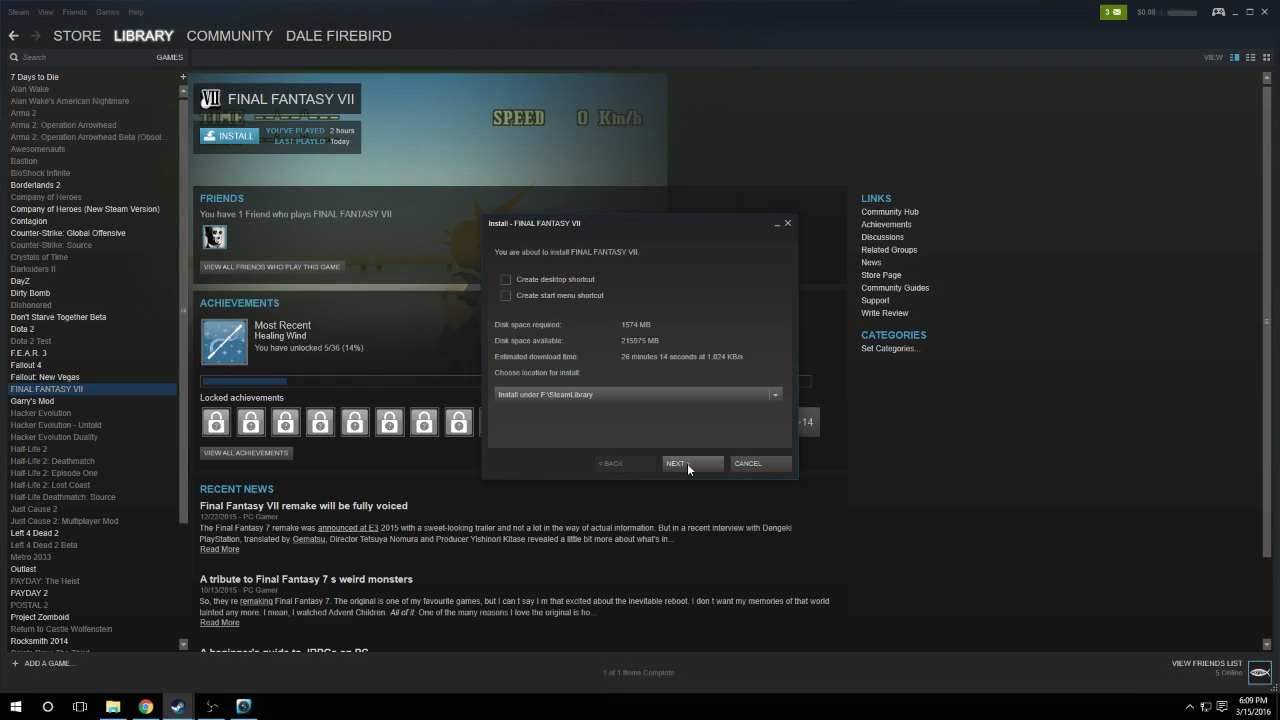 Steam View Friends Games Help
3 $0.08
STORE LIBRARY COMMUNITY DALE FIREBIRD
Search GAMES VIEW
7 Days to Die
Alan Wake
Alan Wake's American Nightmare
Arma 2
Arma 2: Operation Arrowhead
Arma 2: Operation Arrowhead Beta (Obsol...
Awesomenauts
Bastion
BioShock Infinite
Borderlands 2
Company of Heroes
Company of Heroes (New Steam Version)
Contagion
Counter-Strike: Global Offensive
Counter-Strike: Source
Crystals of Time
Darksiders II
DayZ
Dirty Bomb
Dishonored
Don't Starve Together Beta
Dota 2
Dota 2 Test
F.E.A.R. 3
Fallout 4
Fallout: New Vegas
FINAL FANTASY VII
Garry's Mod
Hacker Evolution
Hacker Evolution - Untold
Hacker Evolution Duality
Half-Life 2
Half-Life 2: Deathmatch
Half-Life 2: Episode One
Half-Life 2: Lost Coast
Half-Life Deathmatch: Source
Just Cause 2
Just Cause 2: Multiplayer Mod
Left 4 Dead 2
Left 4 Dead 2 Beta
Metro 2033
Outlast
PAYDAY: The Heist
PAYDAY 2
POSTAL 2
Project Zomboid
Return to Castle Wolfenstein
Rocksmith 2014
+ ADD A GAME...
VII FINAL FANTASY VII
SPEED 0 Km/h
INSTALL YOU'VE PLAYED 2 hours
LAST PLAYED Today
FRIENDS
You have 1 Friend who plays FINAL FANTASY VII
VIEW ALL FRIENDS WHO PLAY THIS GAME
ACHIEVEMENTS
Most Recent
Healing Wind
You have unlocked 5/36 (14%)
Locked achievements
+14
VIEW ALL ACHIEVEMENTS
RECENT NEWS
Final Fantasy VII remake will be fully voiced
12/22/2015 - PC Gamer
The Final Fantasy 7 remake was announced at E3 2015 with a sweet-looking trailer and not a lot in the way of actual information. But in a recent interview with Dengeki
PlayStation, translated by Gematsu, Director Tetsuya Nomura and Producer Yishinori Kitase revealed a little bit more about what's in...
Read More
A tribute to Final Fantasy 7 s weird monsters
10/13/2015 - PC Gamer
So, they re remaking Final Fantasy 7. The original is one of my favourite games, but I can t say I m that excited about the inevitable reboot. I don t want my memories of that world
tainted any more. I mean, I watched Advent Children. All of it. One of the many reasons I love the original is ho...
Read More
A beginner's guide to JRPGs on PC
Install - FINAL FANTASY VII
You are about to install FINAL FANTASY VII.
Create desktop shortcut
Create start menu shortcut
Disk space required: 1574 MB
Disk space available: 215975 MB
Estimated download time: 26 minutes 14 seconds at 1,024 KB/s
Choose location for install:
Install under F:\SteamLibrary
< BACK NEXT > CANCEL
LINKS
Community Hub
Achievements
Discussions
Related Groups
News
Store Page
Community Guides
Support
Write Review
CATEGORIES
Set Categories...
1 of 1 Items Complete
VIEW FRIENDS LIST
5 Online
6:09 PM
3/15/2016